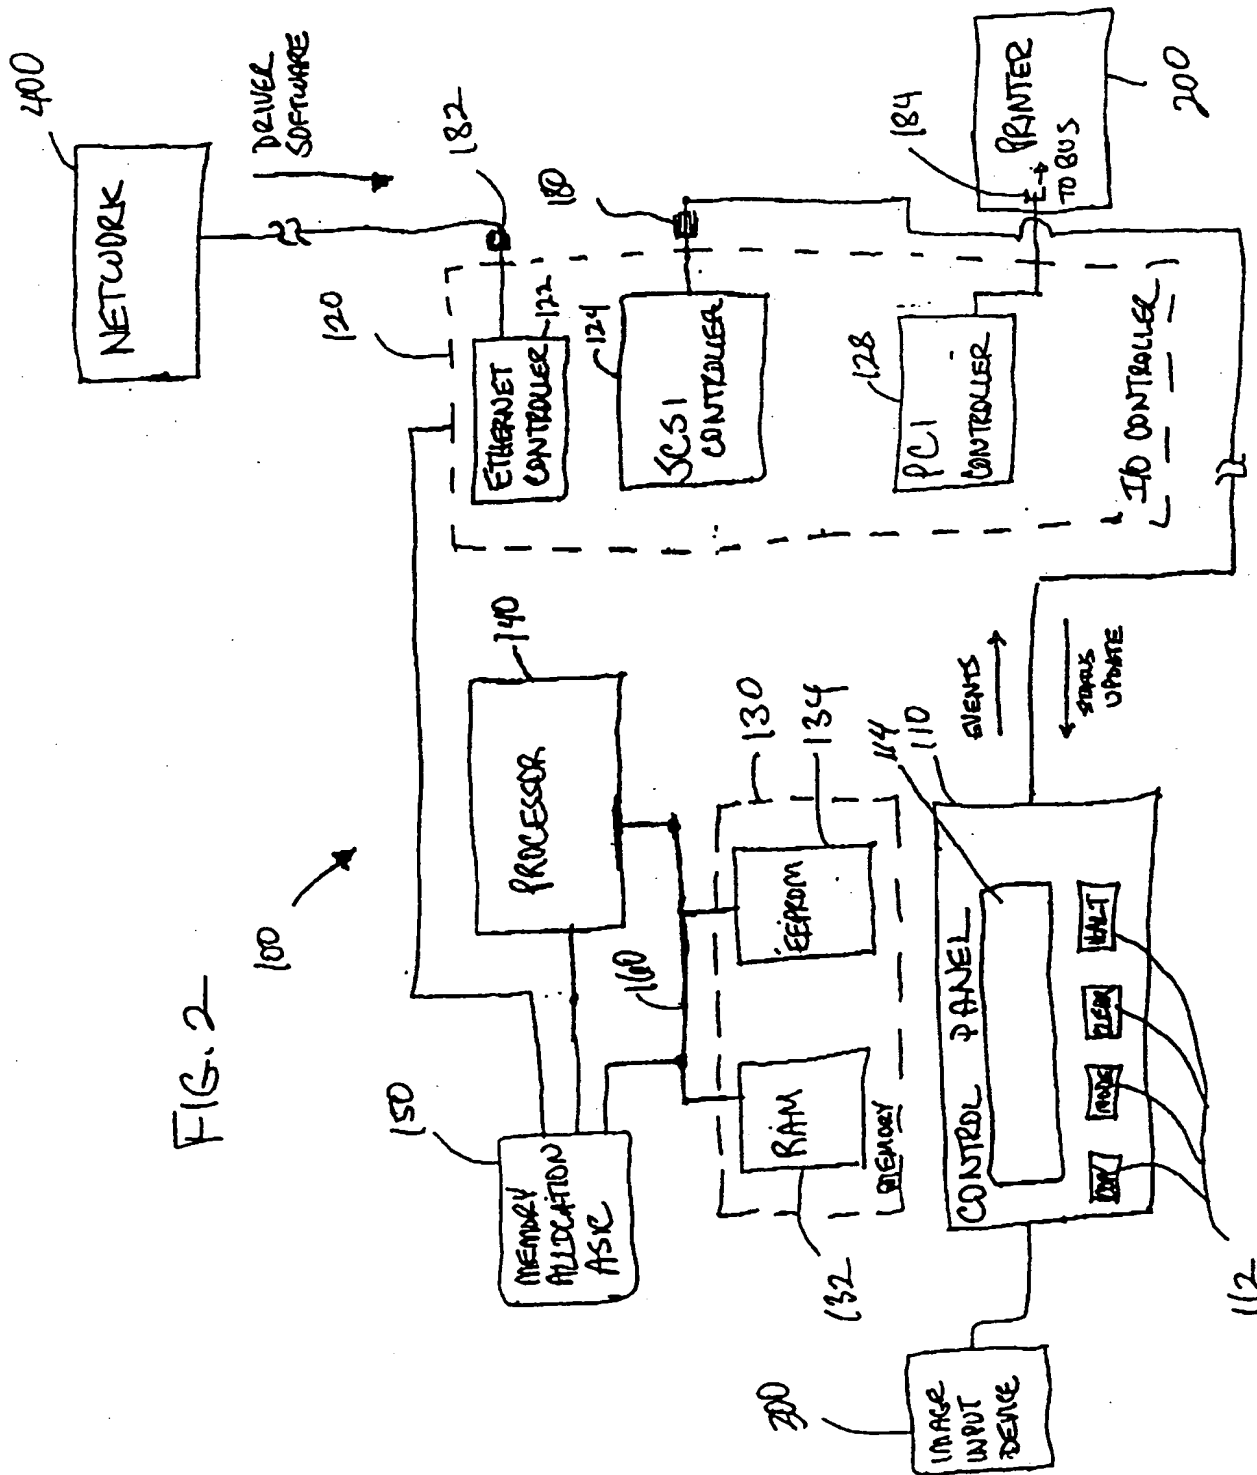 FIG. 2
100
NETWORK
400
DRIVER
SOFTWARE
182
120
ETHERNET
CONTROLLER
122
180
124
SCSI
CONTROLLER
128
PCI
CONTROLLER
I/O CONTROLLER
184
PRINTER
TO BUS
200
150
MEMORY
ALLOCATION
ASIC
PROCESSOR
140
160
130
134
EEPROM
RAM
MEMORY
132
EVENTS
STATUS
UPDATE
114
110
CONTROL PANEL
COPY
MODE
CLEAR
HALT
112
300
IMAGE
INPUT
DEVICE